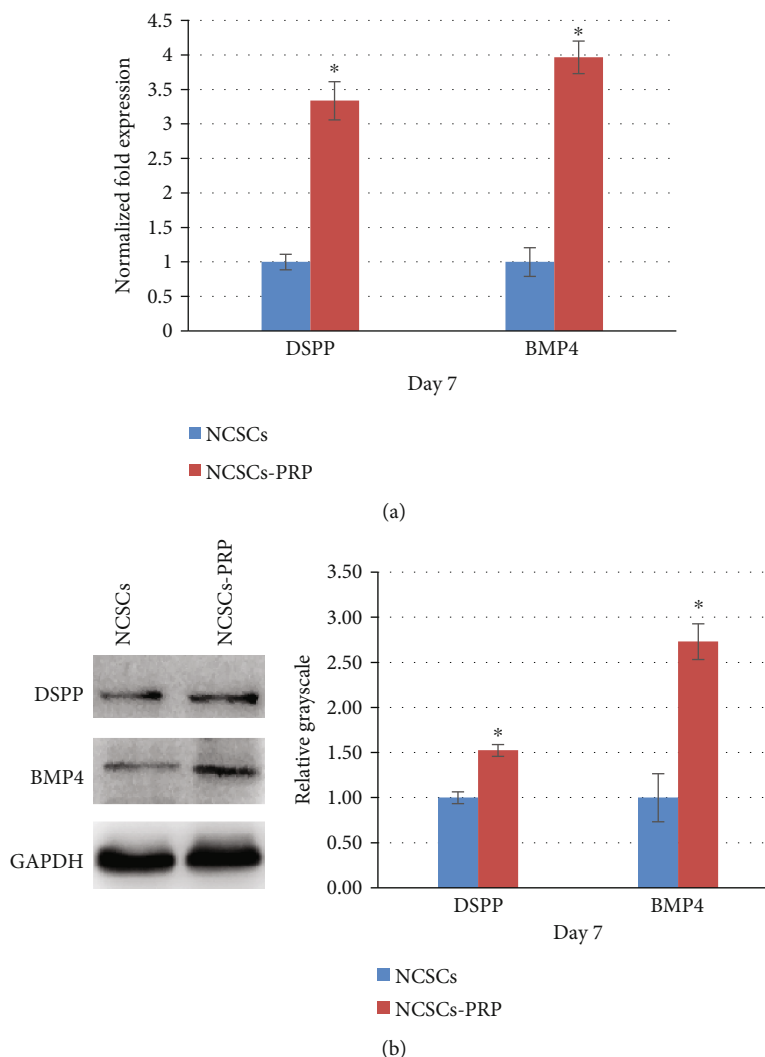 4.5
4
3.5
3
2.5
2
1.5
1
0.5
0
Normalized fold expression
*
*
DSPP
BMP4
Day 7
NCSCs
NCSCs-PRP
(a)
NCSCs
NCSCs-PRP
DSPP
BMP4
GAPDH
3.50
3.00
2.50
2.00
1.50
1.00
0.50
0.00
Relative grayscale
*
*
DSPP
BMP4
Day 7
NCSCs
NCSCs-PRP
(b)